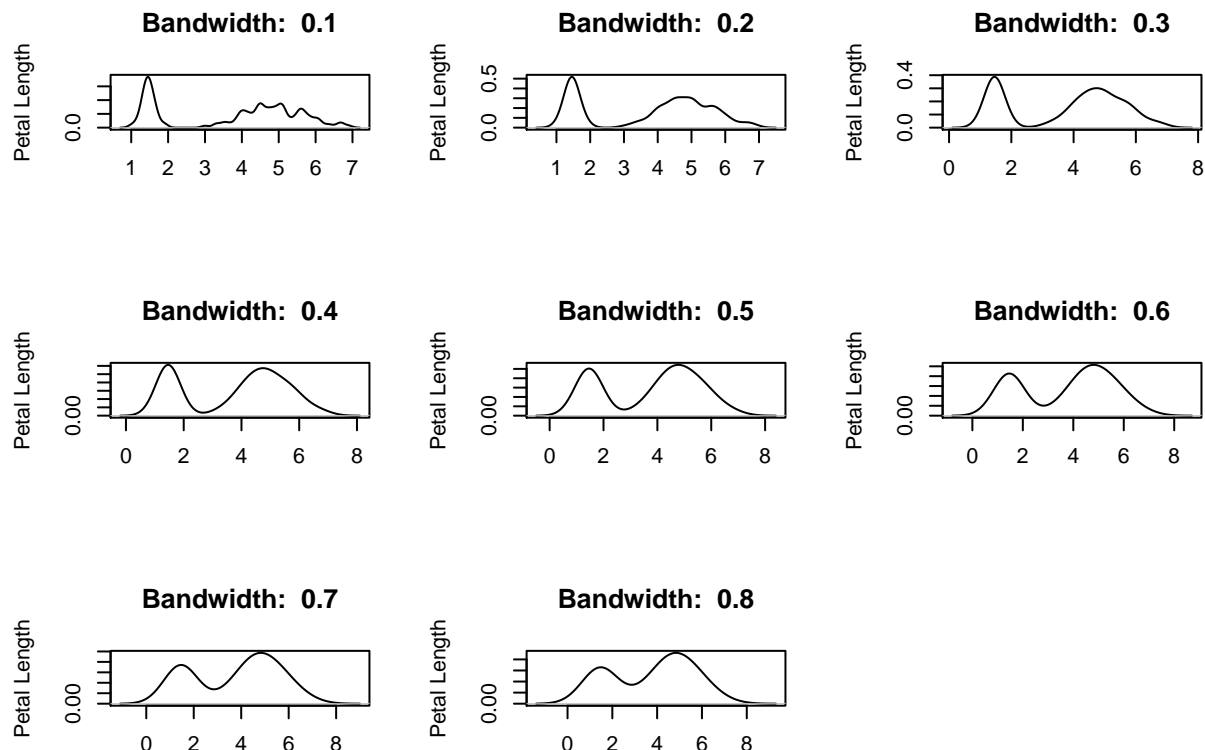 Bandwidth:  0.1
Petal Length
0.0
1 2 3 4 5 6 7
Bandwidth:  0.2
Petal Length
0.0 0.5
1 2 3 4 5 6 7
Bandwidth:  0.3
Petal Length
0.0 0.4
0 2 4 6 8
Bandwidth:  0.4
Petal Length
0.00
0 2 4 6 8
Bandwidth:  0.5
Petal Length
0.00
0 2 4 6 8
Bandwidth:  0.6
Petal Length
0.00
0 2 4 6 8
Bandwidth:  0.7
Petal Length
0.00
0 2 4 6 8
Bandwidth:  0.8
Petal Length
0.00
0 2 4 6 8